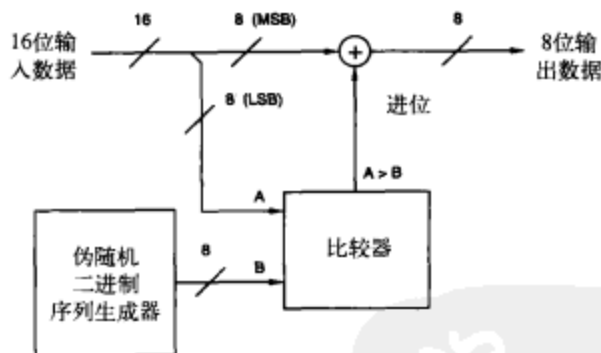 16位输
入数据
16
8 (MSB)
8
8位输
出数据
8 (LSB)
进位
A > B
A
比较器
伪随机
二进制
序列生成器
8
B